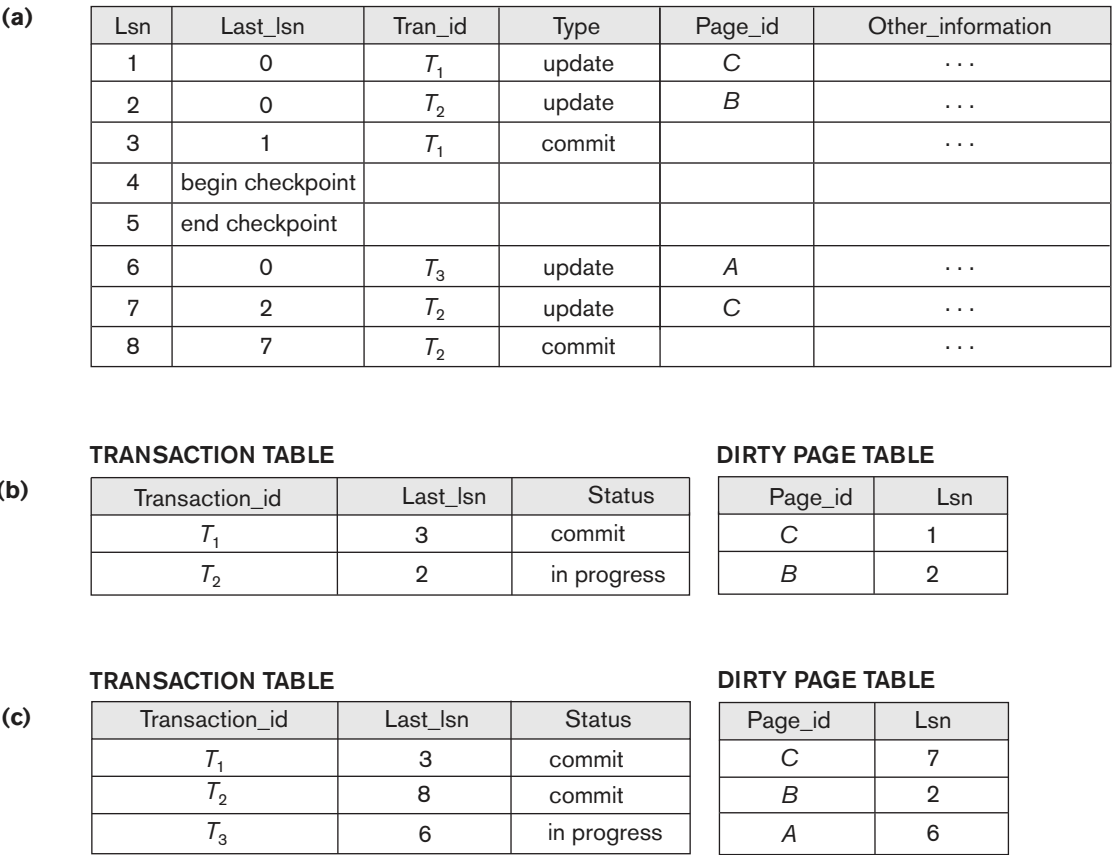 (a)
Lsn Last_lsn Tran_id Type Page_id Other_information
1 0 T1 update C . . .
2 0 T2 update B . . .
3 1 T1 commit . . .
4 begin checkpoint
5 end checkpoint
6 0 T3 update A . . .
7 2 T2 update C . . .
8 7 T2 commit . . .
TRANSACTION TABLE DIRTY PAGE TABLE
(b)
Transaction_id Last_lsn Status Page_id Lsn
T1 3 commit C 1
T2 2 in progress B 2
TRANSACTION TABLE DIRTY PAGE TABLE
(c)
Transaction_id Last_lsn Status Page_id Lsn
T1 3 commit C 7
T2 8 commit B 2
T3 6 in progress A 6